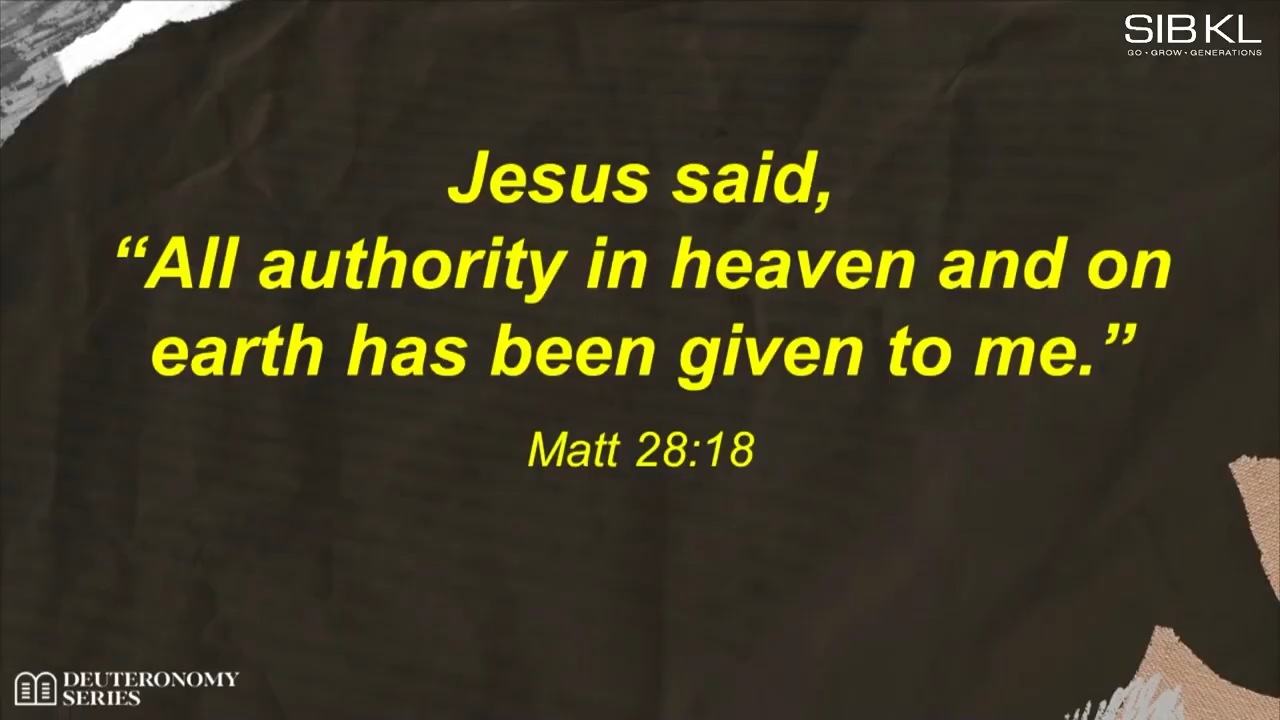 SIBKL
GO • GROW • GENERATIONS
Jesus said,
“All authority in heaven and on
earth has been given to me.”
Matt 28:18
DEUTERONOMY
SERIES